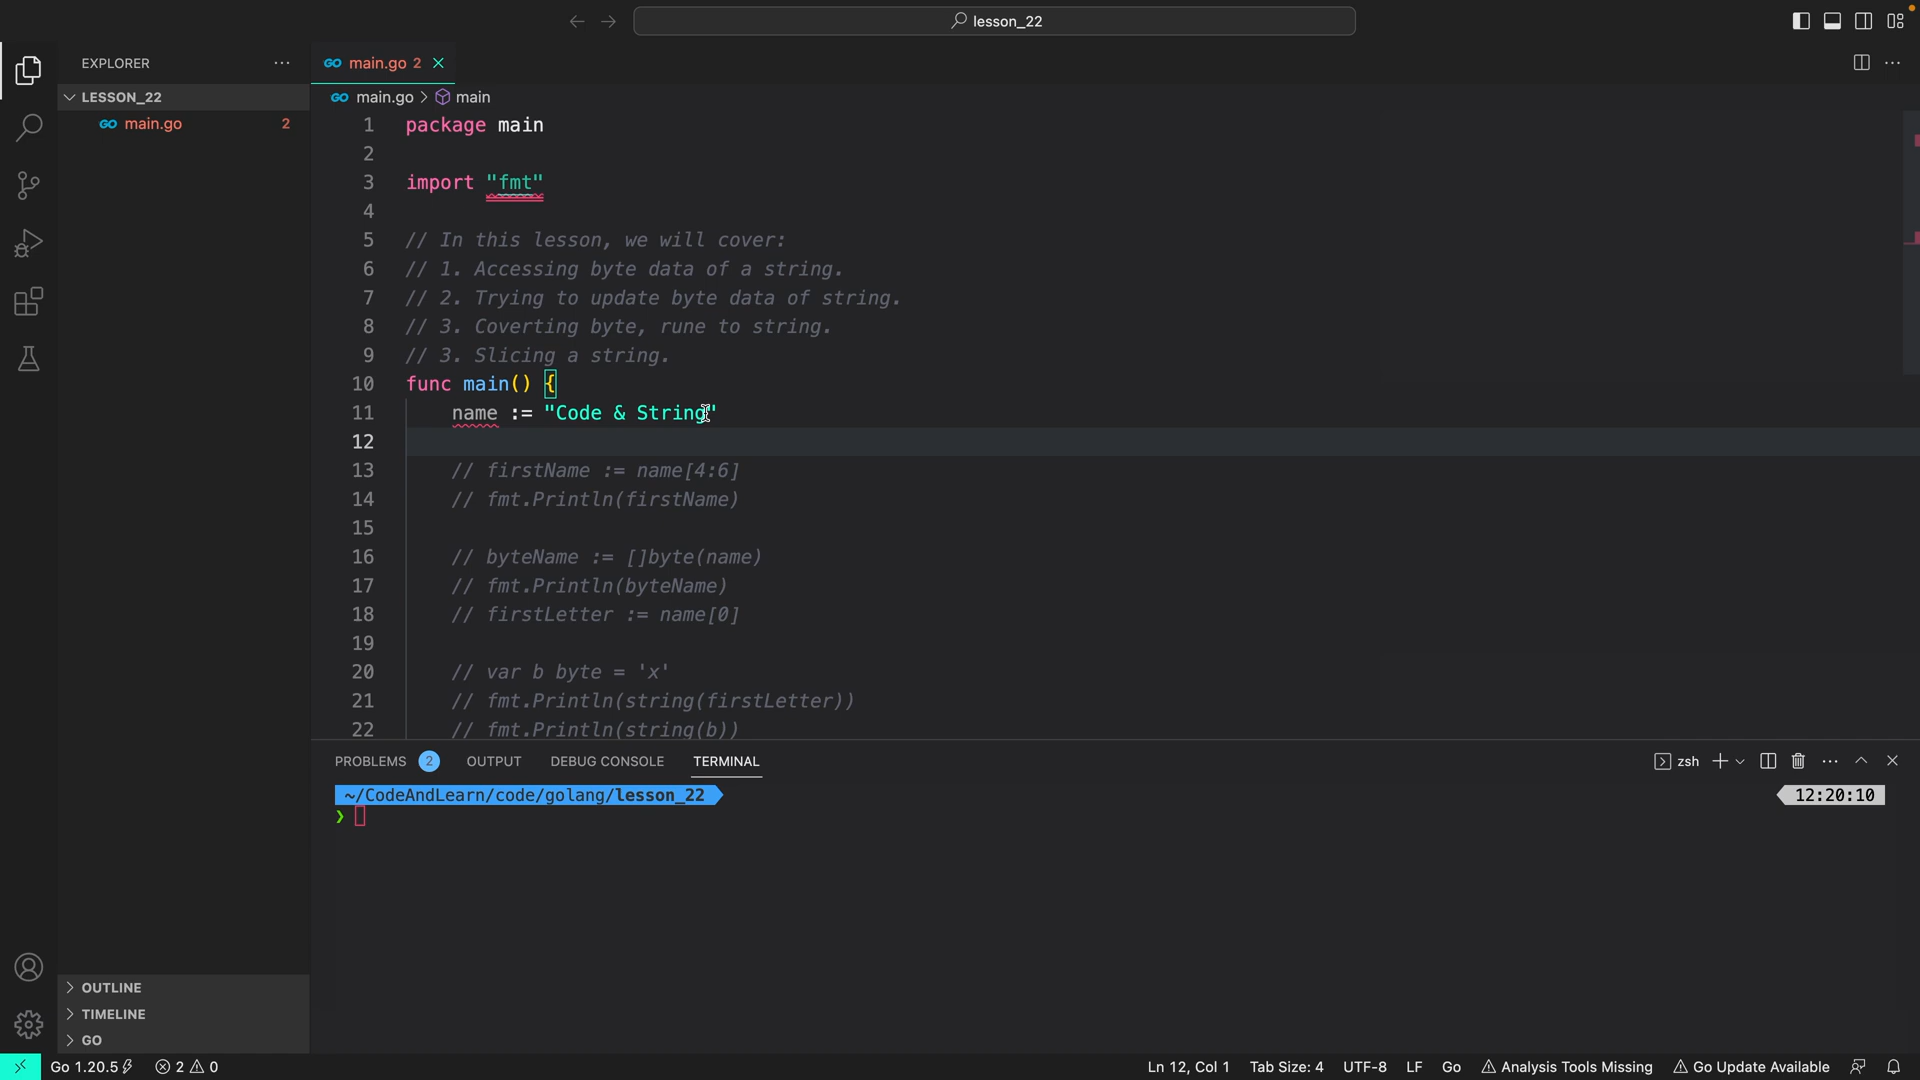 lesson_22
EXPLORER
LESSON_22
GO main.go 2
GO main.go 2
GO main.go > main
1 package main
2
3 import "fmt"
4
5 // In this lesson, we will cover:
6 // 1. Accessing byte data of a string.
7 // 2. Trying to update byte data of string.
8 // 3. Coverting byte, rune to string.
9 // 3. Slicing a string.
10 func main() {
11 name := "Code & String"
12
13 // firstName := name[4:6]
14 // fmt.Println(firstName)
15
16 // byteName := []byte(name)
17 // fmt.Println(byteName)
18 // firstLetter := name[0]
19
20 // var b byte = 'x'
21 // fmt.Println(string(firstLetter))
22 // fmt.Println(string(b))
PROBLEMS 2 OUTPUT DEBUG CONSOLE TERMINAL
zsh
~/CodeAndLearn/code/golang/lesson_22
12:20:10
❯
OUTLINE
TIMELINE
GO
Go 1.20.5 2 0
Ln 12, Col 1 Tab Size: 4 UTF-8 LF Go Analysis Tools Missing Go Update Available